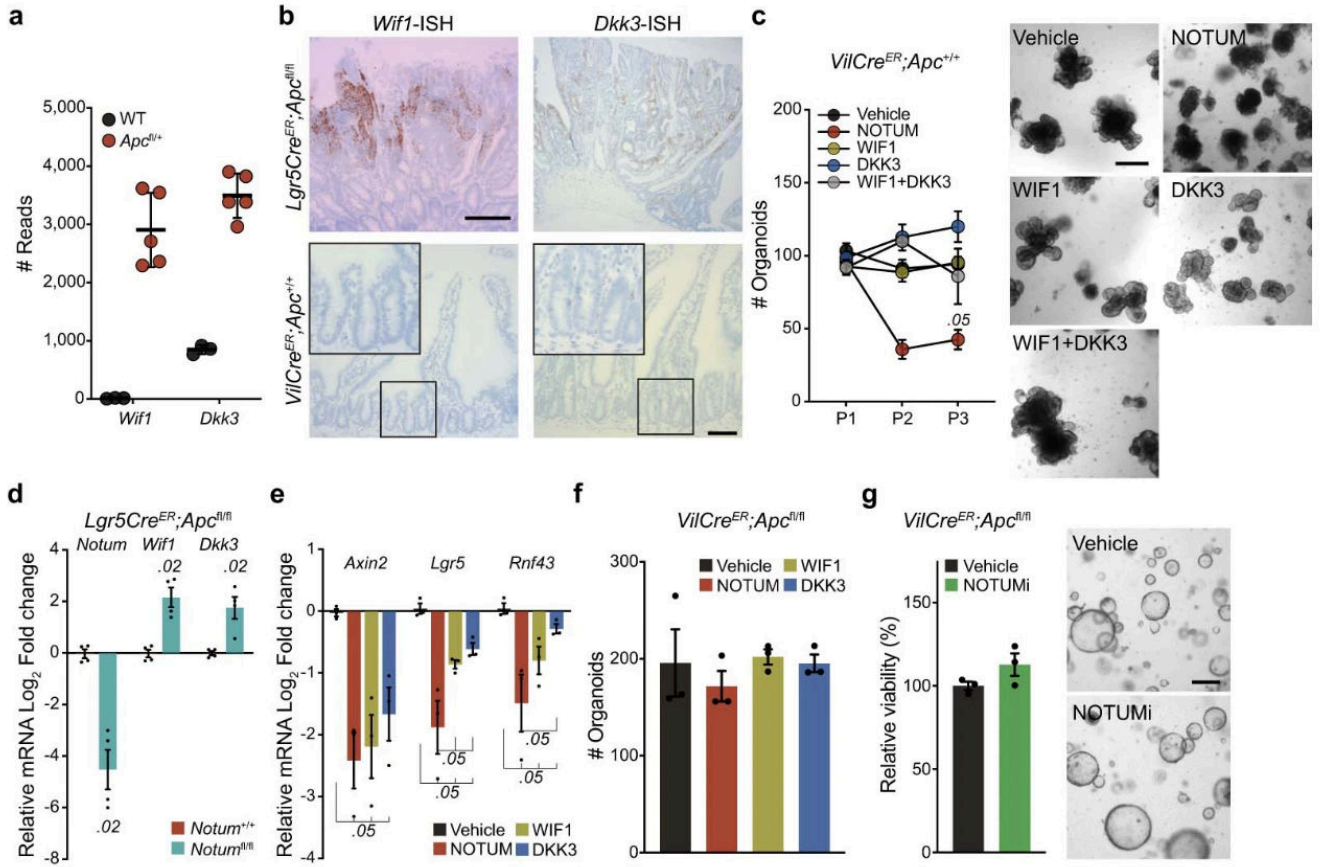 a
# Reads
5,000
4,000
3,000
2,000
1,000
0
WT
Apcfl/+
Wif1
Dkk3
b
Wif1-ISH
Dkk3-ISH
Lgr5CreER;Apcfl/fl
VilCreER;Apc+/+
c
VilCreER;Apc+/+
# Organoids
200
150
100
50
0
Vehicle
NOTUM
WIF1
DKK3
WIF1+DKK3
.05
P1
P2
P3
Vehicle
NOTUM
WIF1
DKK3
WIF1+DKK3
d
Lgr5CreER;Apcfl/fl
Notum
Wif1
Dkk3
.02
.02
Relative mRNA Log2 Fold change
4
2
0
-2
-4
-6
-8
.02
Notum+/+
Notumfl/fl
e
Relative mRNA Log2 Fold change
1
0
-1
-2
-3
-4
Axin2
Lgr5
Rnf43
.05
.05
.05
.05
.05
Vehicle
NOTUM
WIF1
DKK3
f
VilCreER;Apcfl/fl
# Organoids
300
200
100
0
Vehicle
NOTUM
WIF1
DKK3
g
VilCreER;Apcfl/fl
Relative viability (%)
150
100
50
0
Vehicle
NOTUMi
Vehicle
NOTUMi